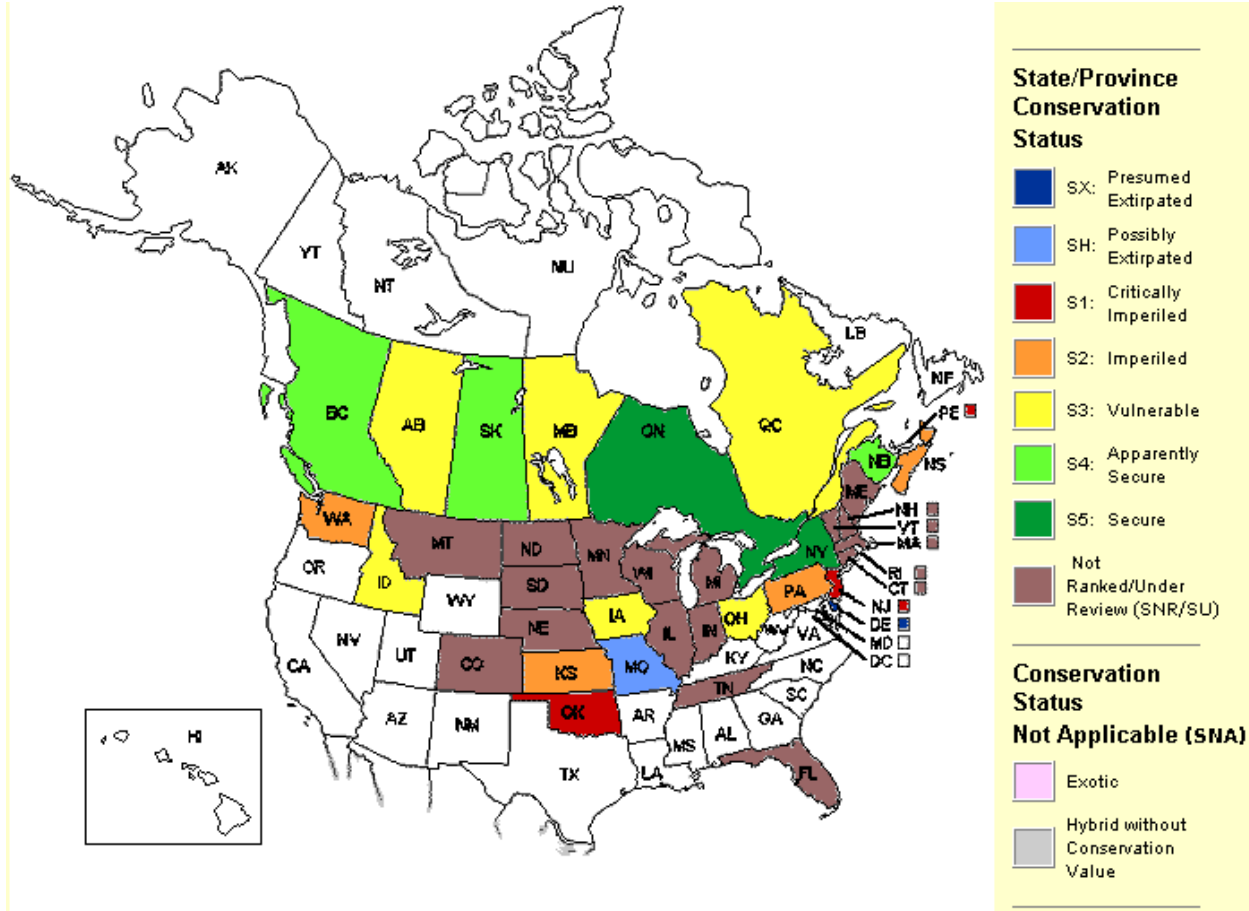 AK
YT
NT
NU
LB
NF
PE
BC
AB
SK
MB
ON
QC
NB
NS
ME
NH
VT
MA
RI
CT
NJ
DE
MD
DC
WA
MT
ND
MN
OR
ID
WY
SD
WI
MI
NY
PA
NV
UT
CO
NE
IA
IL
IN
OH
WV
VA
CA
KS
MO
KY
NC
TN
AZ
NM
OK
AR
SC
MS
AL
GA
TX
LA
FL
HI
State/Province
Conservation
Status
SX: Presumed
Extirpated
SH: Possibly
Extirpated
S1: Critically
Imperiled
S2: Imperiled
S3: Vulnerable
S4: Apparently
Secure
S5: Secure
Not
Ranked/Under
Review (SNR/SU)
Conservation
Status
Not Applicable (SNA)
Exotic
Hybrid without
Conservation
Value